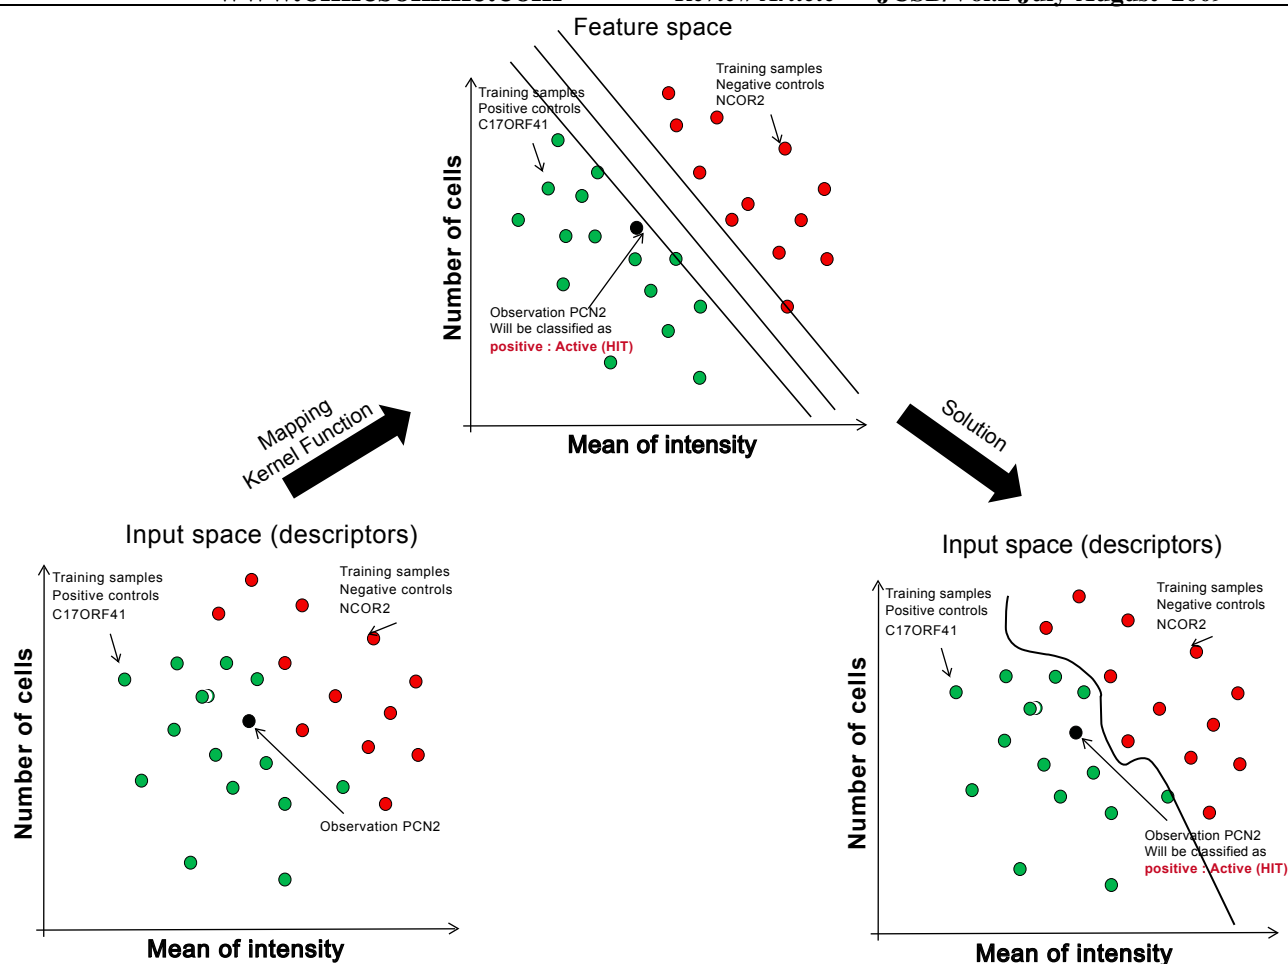 Feature space
Training samples
Positive controls
C17ORF41
Training samples
Negative controls
NCOR2
Number of cells
Observation PCN2
Will be classified as
positive : Active (HIT)
Mean of intensity
Mapping
Kernel Function
Solution
Input space (descriptors)
Training samples
Positive controls
C17ORF41
Training samples
Negative controls
NCOR2
Number of cells
Observation PCN2
Mean of intensity
Input space (descriptors)
Training samples
Positive controls
C17ORF41
Training samples
Negative controls
NCOR2
Number of cells
Observation PCN2
Will be classified as
positive : Active (HIT)
Mean of intensity